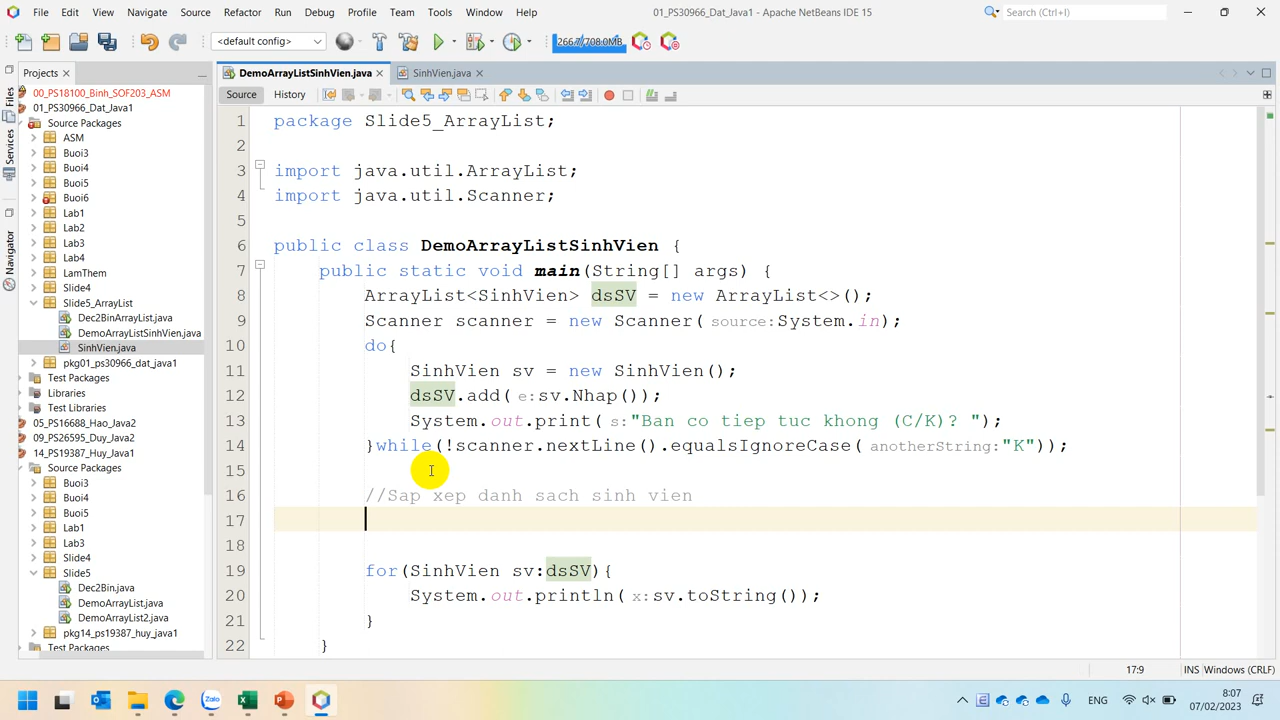 File Edit View Navigate Source Refactor Run Debug Profile Team Tools Window Help
01_PS30966_Dat_Java1 - Apache NetBeans IDE 15
Search (Ctrl+I)
<default config>
266.7/708.0MB
Projects
DemoArrayListSinhVien.java
SinhVien.java
Source History
Files
Services
Navigator
00_PS18100_Binh_SOF203_ASM
01_PS30966_Dat_Java1
Source Packages
ASM
Buoi3
Buoi4
Buoi5
Buoi6
Lab1
Lab2
Lab3
Lab4
LamThem
Slide4
Slide5_ArrayList
Dec2BinArrayList.java
DemoArrayListSinhVien.java
SinhVien.java
pkg01_ps30966_dat_java1
Test Packages
Libraries
Test Libraries
05_PS16688_Hao_Java2
09_PS26595_Duy_Java2
14_PS19387_Huy_Java1
Source Packages
Buoi3
Buoi4
Buoi5
Lab1
Lab3
Slide4
Slide5
Dec2Bin.java
DemoArrayList.java
DemoArrayList2.java
pkg14_ps19387_huy_java1
Test Packages
1 package Slide5_ArrayList;
2
3 import java.util.ArrayList;
4 import java.util.Scanner;
5
6 public class DemoArrayListSinhVien {
7 public static void main(String[] args) {
8 ArrayList<SinhVien> dsSV = new ArrayList<>();
9 Scanner scanner = new Scanner(source:System.in);
10 do{
11 SinhVien sv = new SinhVien();
12 dsSV.add(e:sv.Nhap());
13 System.out.print(s:"Ban co tiep tuc khong (C/K)? ");
14 }while(!scanner.nextLine().equalsIgnoreCase(anotherString:"K"));
15
16 //Sap xep danh sach sinh vien
17
18
19 for(SinhVien sv:dsSV){
20 System.out.println(x:sv.toString());
21 }
22 }
17:9 INS Windows (CRLF)
Zalo
ENG
8:07
07/02/2023